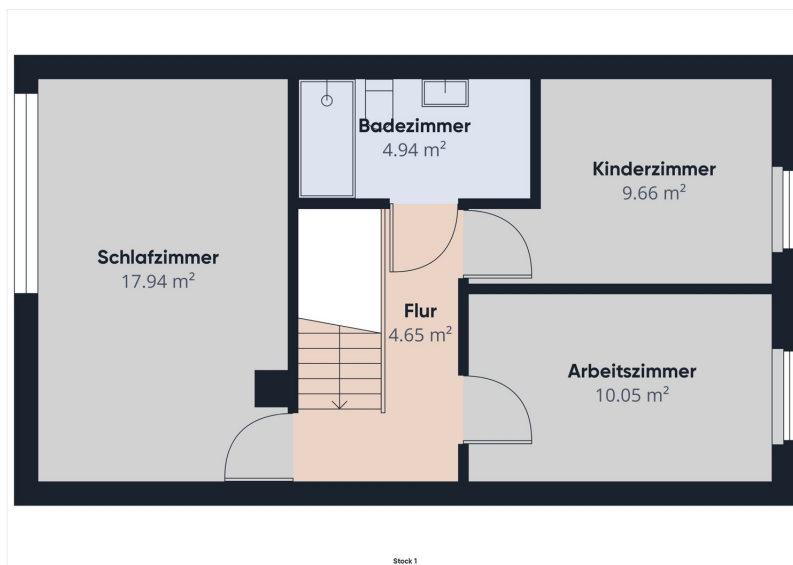 Badezimmer
4.94 m²
Kinderzimmer
9.66 m²
Schlafzimmer
17.94 m²
Flur
4.65 m²
Arbeitszimmer
10.05 m²
Stock 1